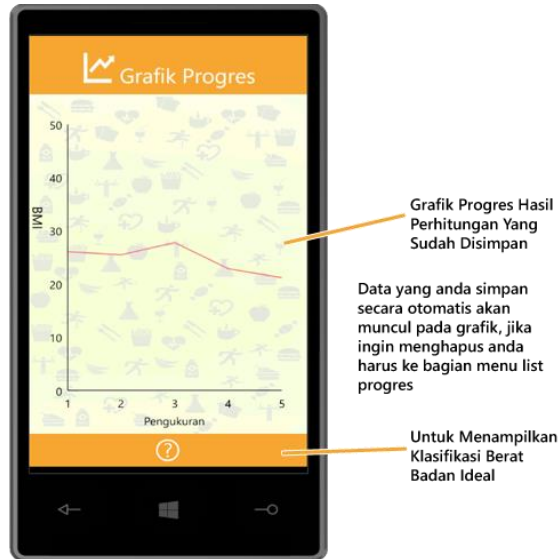 Grafik Progres
50
40
30
20
10
0
BMI
1 2 3 4 5
Pengukuran
?
Grafik Progres Hasil
Perhitungan Yang
Sudah Disimpan
Data yang anda simpan
secara otomatis akan
muncul pada grafik, jika
ingin menghapus anda
harus ke bagian menu list
progres
Untuk Menampilkan
Klasifikasi Berat
Badan Ideal